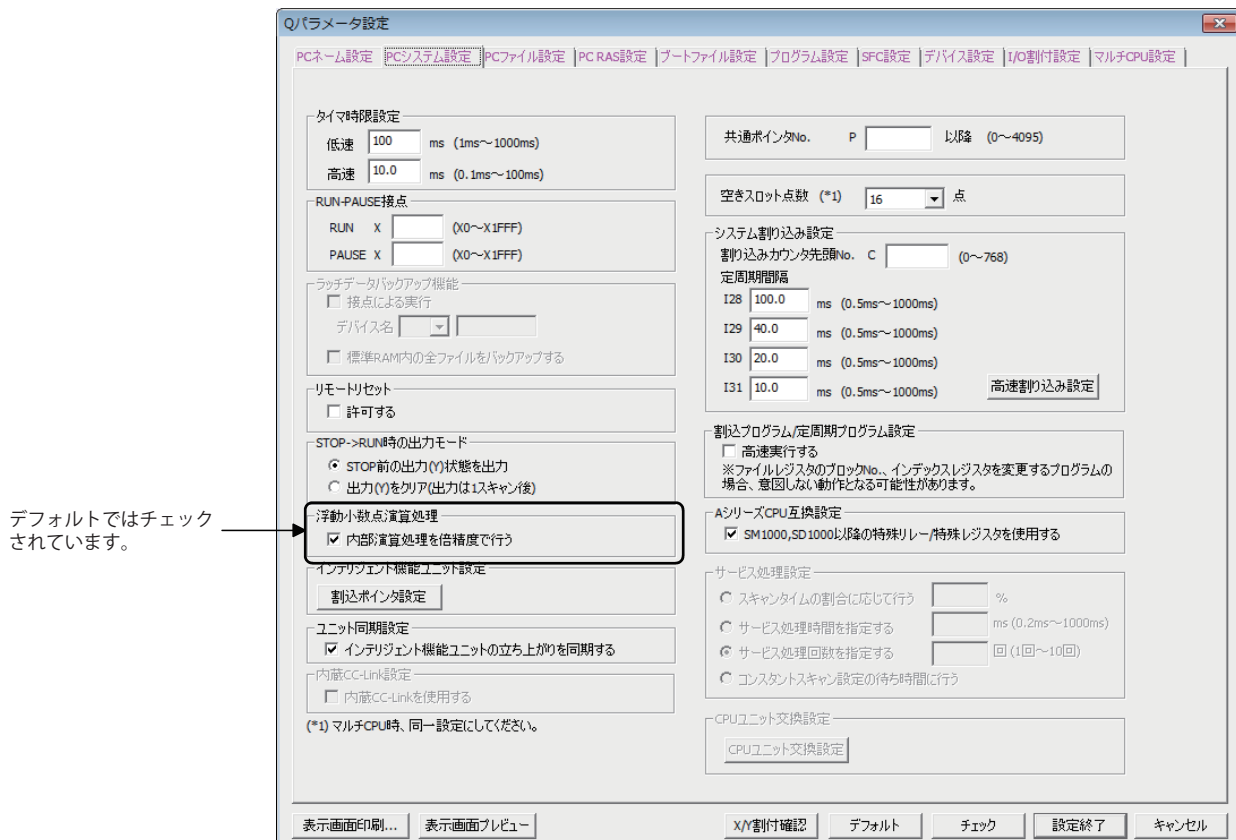 Qパラメータ設定
PCネーム設定 PCシステム設定 PCファイル設定 PC RAS設定 ブートファイル設定 プログラム設定 SFC設定 デバイス設定 I/O割付設定 マルチCPU設定
タイマ時限設定
低速 100 ms (1ms～1000ms)
高速 10.0 ms (0.1ms～100ms)
RUN-PAUSE接点
RUN X (X0～X1FFF)
PAUSE X (X0～X1FFF)
ラッチデータバックアップ機能
接点による実行
デバイス名
標準RAM内の全ファイルをバックアップする
リモートリセット
許可する
STOP->RUN時の出力モード
STOP前の出力(Y)状態を出力
出力(Y)をクリア(出力は1スキャン後)
デフォルトではチェック
されています。
浮動小数点演算処理
内部演算処理を倍精度で行う
インテリジェント機能ユニット設定
割込ポインタ設定
ユニット同期設定
インテリジェント機能ユニットの立ち上がりを同期する
内蔵CC-Link設定
内蔵CC-Linkを使用する
(*1) マルチCPU時、同一設定にしてください。
共通ポインタNo. P 以降 (0～4095)
空きスロット点数 (*1) 16 点
システム割り込み設定
割り込みカウンタ先頭No. C (0～768)
定周期間隔
I28 100.0 ms (0.5ms～1000ms)
I29 40.0 ms (0.5ms～1000ms)
I30 20.0 ms (0.5ms～1000ms)
I31 10.0 ms (0.5ms～1000ms) 高速割り込み設定
割込プログラム/定周期プログラム設定
高速実行する
※ファイルレジスタのブロックNo.、インデックスレジスタを変更するプログラムの
場合、意図しない動作となる可能性があります。
AシリーズCPU互換設定
SM1000,SD1000以降の特殊リレー/特殊レジスタを使用する
サービス処理設定
スキャンタイムの割合に応じて行う %
サービス処理時間を指定する ms (0.2ms～1000ms)
サービス処理回数を指定する 回 (1回～10回)
コンスタントスキャン設定の待ち時間に行う
CPUユニット交換設定
CPUユニット交換設定
表示画面印刷... 表示画面プレビュー X/Y割付確認 デフォルト チェック 設定終了 キャンセル